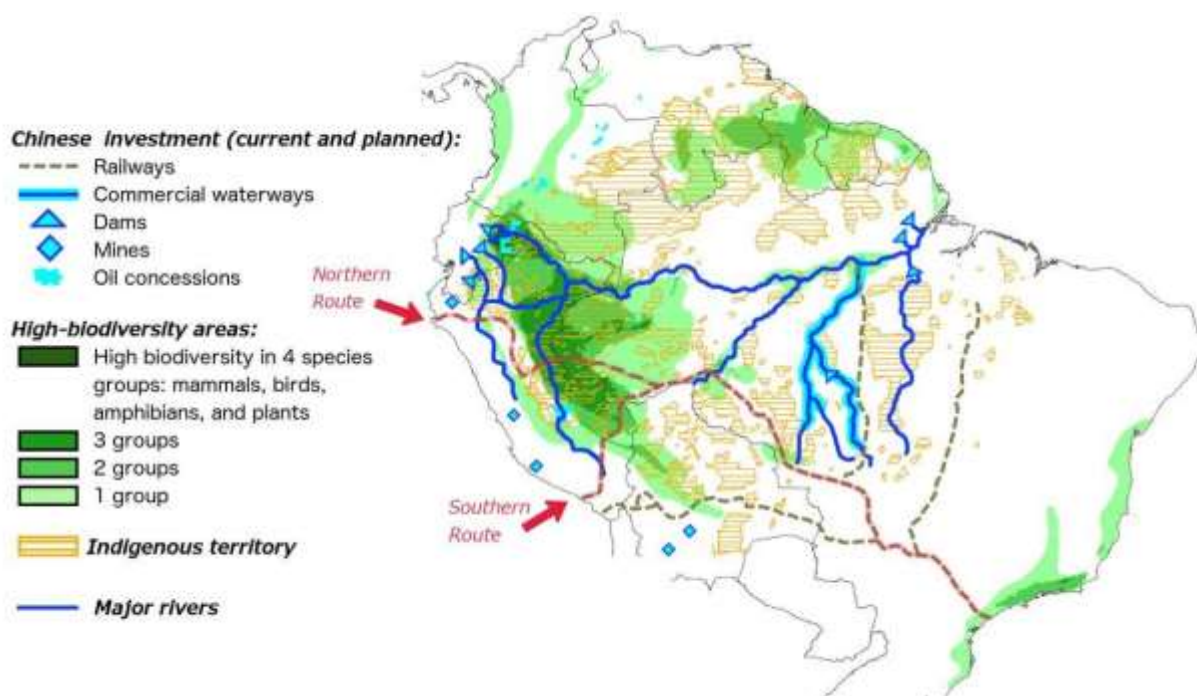 Chinese investment (current and planned):
Railways
Commercial waterways
Dams
Mines
Oil concessions
High-biodiversity areas:
High biodiversity in 4 species
groups: mammals, birds,
amphibians, and plants
3 groups
2 groups
1 group
Indigenous territory
Major rivers
Northern
Route
Southern
Route